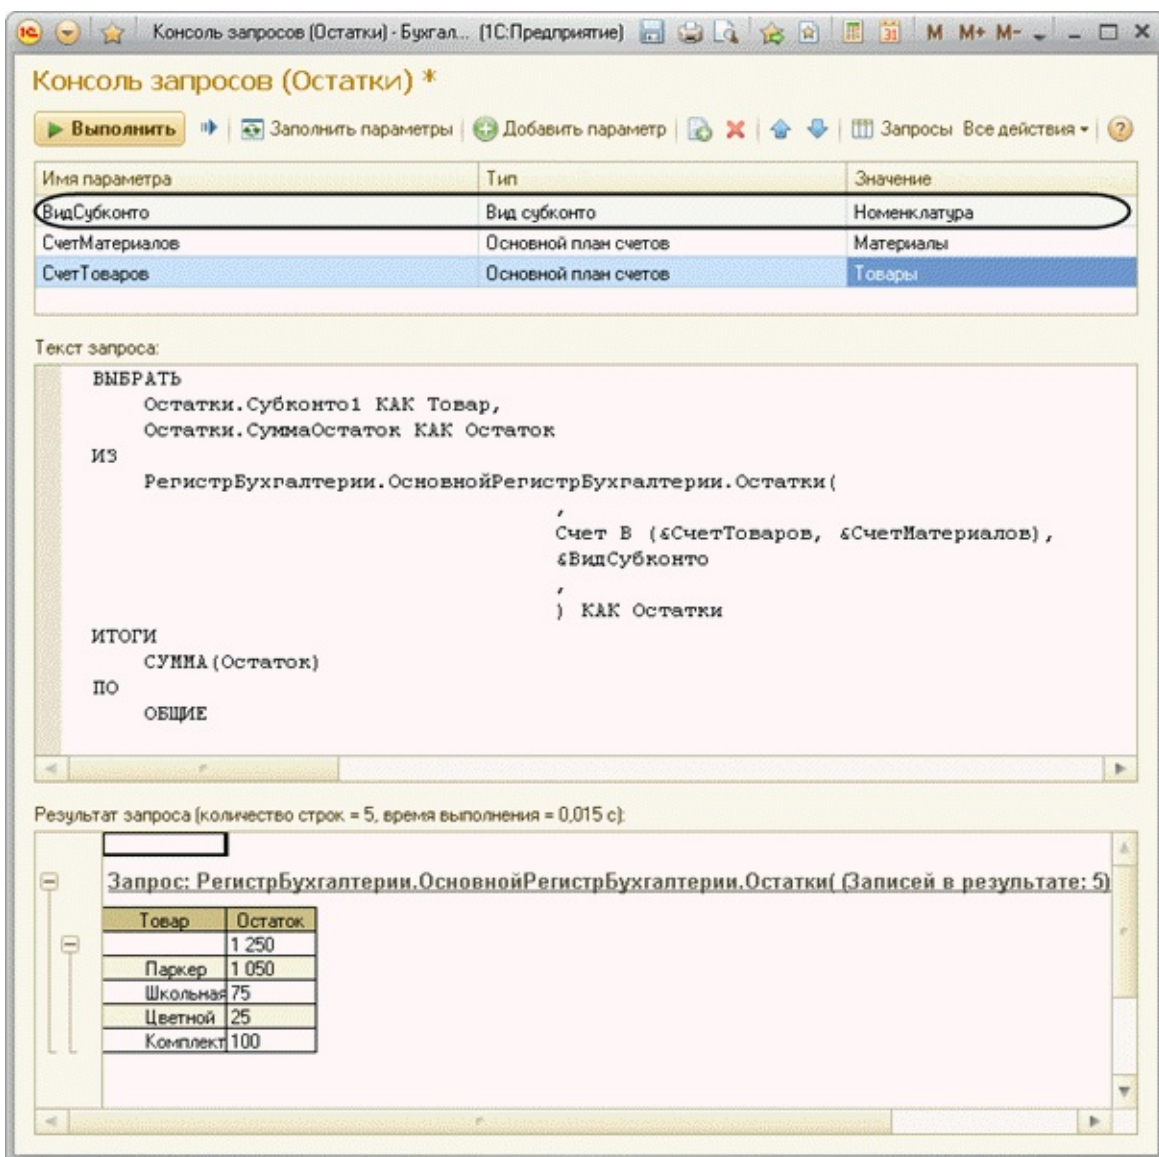 1С Консоль запросов (Остатки) - Бухгал... (1С:Предприятие) 31 M M+ M-
Консоль запросов (Остатки) *
Выполнить Заполнить параметры Добавить параметр Запросы Все действия ?
Имя параметра Тип Значение
ВидСубконто Вид субконто Номенклатура
СчетМатериалов Основной план счетов Материалы
СчетТоваров Основной план счетов Товары
Текст запроса:
ВЫБРАТЬ
Остатки.Субконто1 КАК Товар,
Остатки.СуммаОстаток КАК Остаток
ИЗ
РегистрБухгалтерии.ОсновнойРегистрБухгалтерии.Остатки(
,
Счет В (&СчетТоваров, &СчетМатериалов),
&ВидСубконто
,
) КАК Остатки
ИТОГИ
СУММА(Остаток)
ПО
ОБЩИЕ
Результат запроса (количество строк = 5, время выполнения = 0,015 с):
Запрос: РегистрБухгалтерии.ОсновнойРегистрБухгалтерии.Остатки( (Записей в результате: 5)
Товар Остаток
1 250
Паркер 1 050
Школьная 75
Цветной 25
Комплект 100